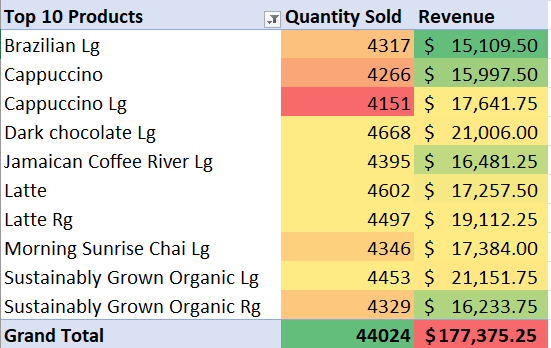 Top 10 Products Quantity Sold Revenue
Brazilian Lg 4317 $ 15,109.50
Cappuccino 4266 $ 15,997.50
Cappuccino Lg 4151 $ 17,641.75
Dark chocolate Lg 4668 $ 21,006.00
Jamaican Coffee River Lg 4395 $ 16,481.25
Latte 4602 $ 17,257.50
Latte Rg 4497 $ 19,112.25
Morning Sunrise Chai Lg 4346 $ 17,384.00
Sustainably Grown Organic Lg 4453 $ 21,151.75
Sustainably Grown Organic Rg 4329 $ 16,233.75
Grand Total 44024 $177,375.25